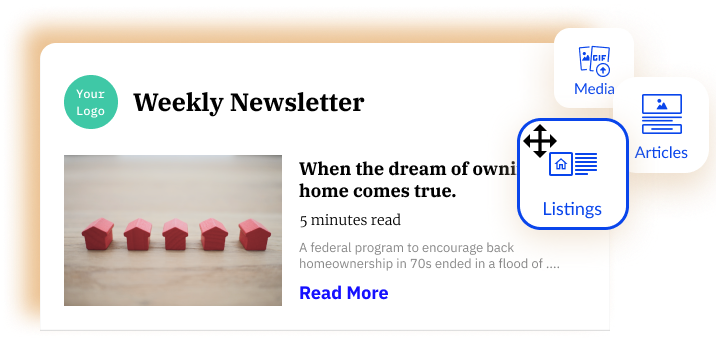 Your
Logo
Weekly Newsletter
Media
GIF
Articles
Listings
When the dream of owni
home comes true.
5 minutes read
A federal program to encourage back
homeownership in 70s ended in a flood of ....
Read More